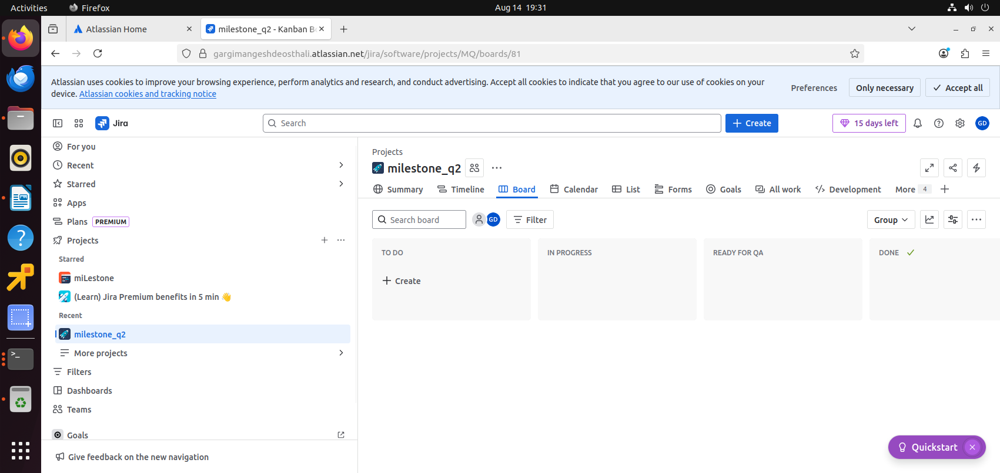 Activities
Firefox
Aug 14 19:31
Atlassian Home
milestone_q2 - Kanban Bo
gargimangeshdeosthali.atlassian.net/jira/software/projects/MQ/boards/81
Atlassian uses cookies to improve your browsing experience, perform analytics and research, and conduct advertising. Accept all cookies to indicate that you agree to our use of cookies on your
device. Atlassian cookies and tracking notice
Preferences
Only necessary
Accept all
Jira
Search
Create
15 days left
GD
For you
Recent
Starred
Apps
Plans PREMIUM
Projects
Starred
miLestone
(Learn) Jira Premium benefits in 5 min 👋
Recent
milestone_q2
More projects
Filters
Dashboards
Teams
Goals
Give feedback on the new navigation
Projects
milestone_q2
Summary
Timeline
Board
Calendar
List
Forms
Goals
All work
Development
More 4
Search board
GD
Filter
Group
TO DO
Create
IN PROGRESS
READY FOR QA
DONE
Quickstart